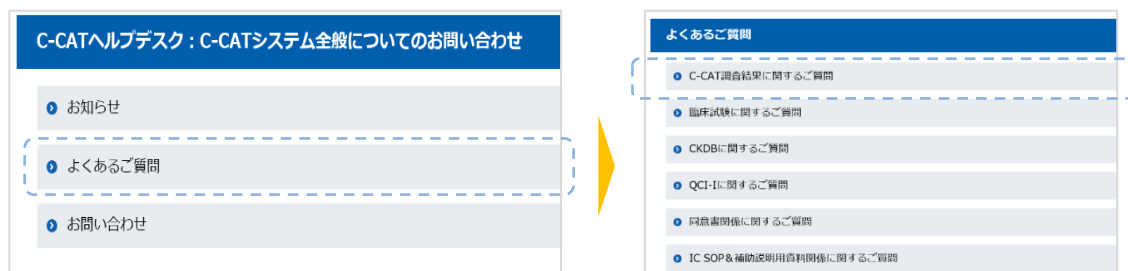 C-CATヘルプデスク：C-CATシステム全般についてのお問い合わせ
お知らせ
よくあるご質問
お問い合わせ
よくあるご質問
C-CAT調査結果に関するご質問
臨床試験に関するご質問
CKDBに関するご質問
QCI-Iに関するご質問
同意書関係に関するご質問
IC SOP＆補助説明用資料関係に関するご質問